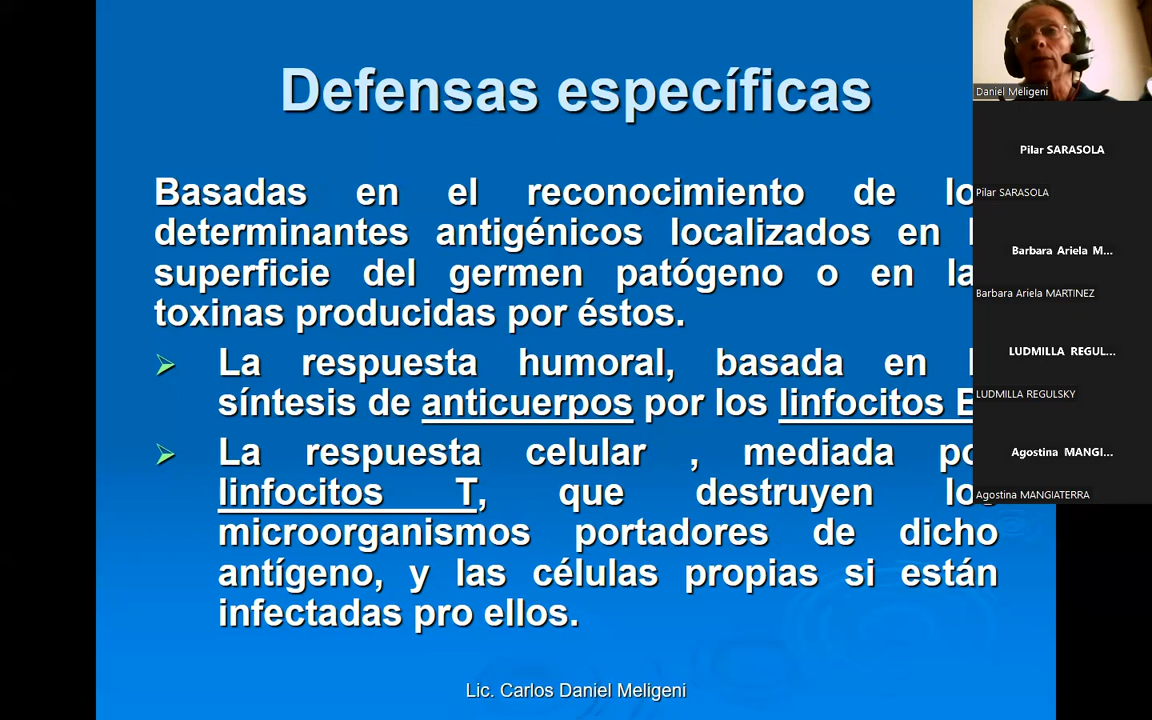 Defensas específicas
Basadas en el reconocimiento de lo
determinantes antigénicos localizados en
superficie del germen patógeno o en la
toxinas producidas por éstos.
La respuesta humoral, basada en
síntesis de anticuerpos por los linfocitos
La respuesta celular , mediada po
linfocitos T, que destruyen lo
microorganismos portadores de dicho
antígeno, y las células propias si están
infectadas pro ellos.
Lic. Carlos Daniel Meligeni
Daniel Meligeni
Pilar SARASOLA
Pilar SARASOLA
Barbara Ariela M...
Barbara Ariela MARTINEZ
LUDMILLA REGUL...
LUDMILLA REGULSKY
Agostina MANGI...
Agostina MANGIATERRA